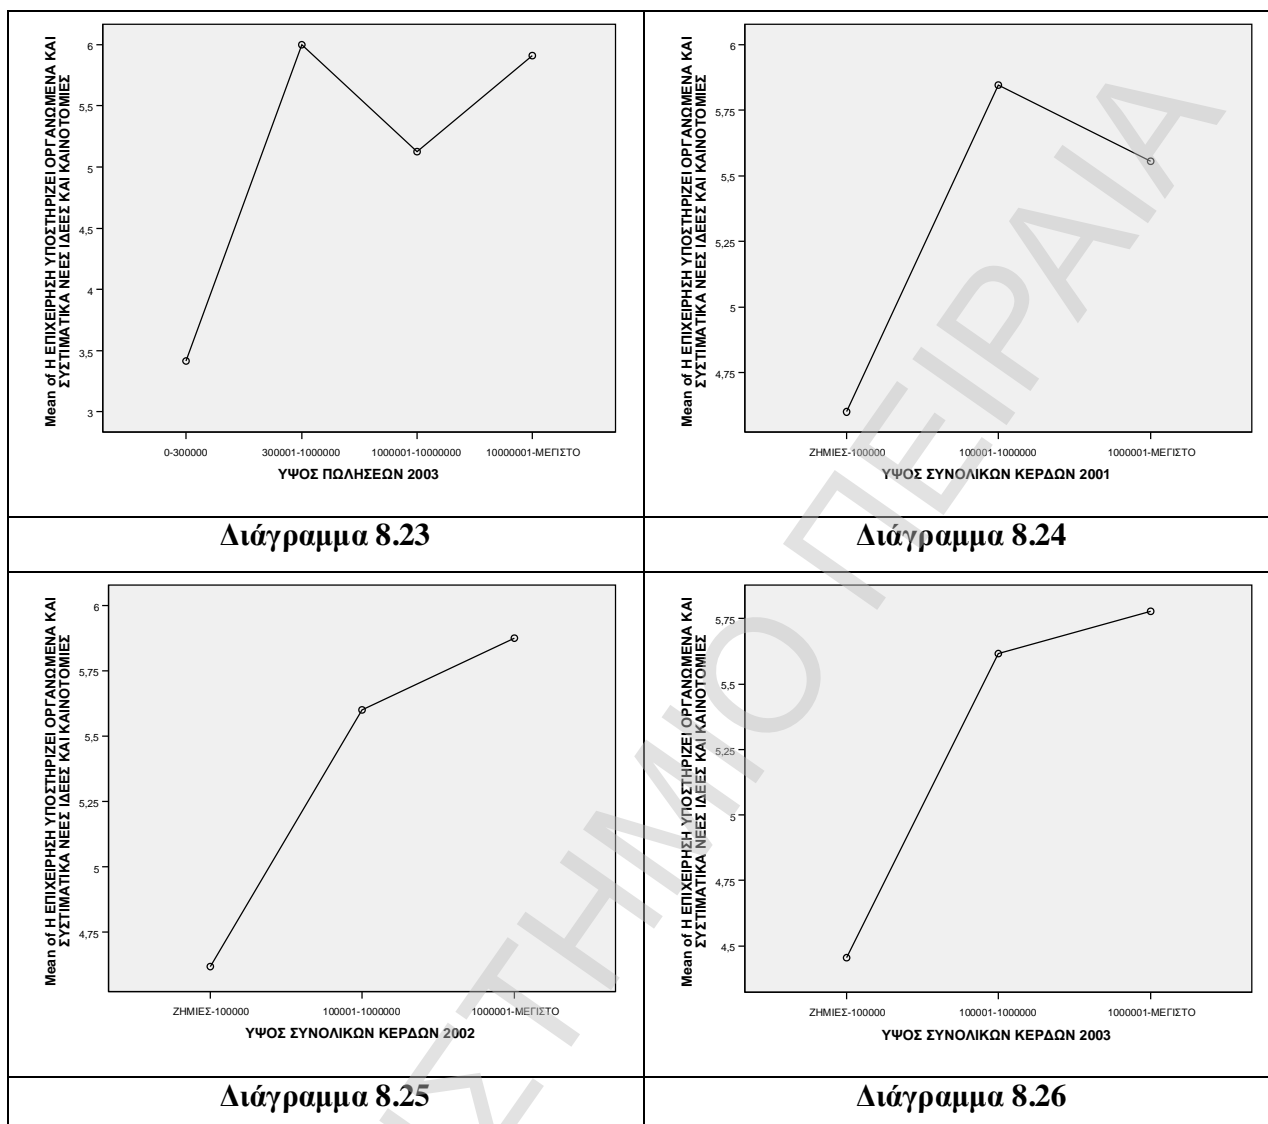 Mean of Η ΕΠΙΧΕΙΡΗΣΗ ΥΠΟΣΤΗΡΙΖΕΙ ΟΡΓΑΝΩΜΕΝΑ ΚΑΙ
ΣΥΣΤΙΜΑΤΙΚΑ ΝΕΕΣ ΙΔΕΕΣ ΚΑΙ ΚΑΙΝΟΤΟΜΙΕΣ
6
5,5
5
4,5
4
3,5
3
0-300000 300001-1000000 1000001-10000000 10000001-ΜΕΓΙΣΤΟ
ΥΨΟΣ ΠΩΛΗΣΕΩΝ 2003
Διάγραμμα 8.23
Mean of Η ΕΠΙΧΕΙΡΗΣΗ ΥΠΟΣΤΗΡΙΖΕΙ ΟΡΓΑΝΩΜΕΝΑ ΚΑΙ
ΣΥΣΤΙΜΑΤΙΚΑ ΝΕΕΣ ΙΔΕΕΣ ΚΑΙ ΚΑΙΝΟΤΟΜΙΕΣ
6
5,75
5,5
5,25
5
4,75
ΖΗΜΙΕΣ-100000 100001-1000000 1000001-ΜΕΓΙΣΤΟ
ΥΨΟΣ ΣΥΝΟΛΙΚΩΝ ΚΕΡΔΩΝ 2001
Διάγραμμα 8.24
Mean of Η ΕΠΙΧΕΙΡΗΣΗ ΥΠΟΣΤΗΡΙΖΕΙ ΟΡΓΑΝΩΜΕΝΑ ΚΑΙ
ΣΥΣΤΙΜΑΤΙΚΑ ΝΕΕΣ ΙΔΕΕΣ ΚΑΙ ΚΑΙΝΟΤΟΜΙΕΣ
6
5,75
5,5
5,25
5
4,75
ΖΗΜΙΕΣ-100000 100001-1000000 1000001-ΜΕΓΙΣΤΟ
ΥΨΟΣ ΣΥΝΟΛΙΚΩΝ ΚΕΡΔΩΝ 2002
Διάγραμμα 8.25
Mean of Η ΕΠΙΧΕΙΡΗΣΗ ΥΠΟΣΤΗΡΙΖΕΙ ΟΡΓΑΝΩΜΕΝΑ ΚΑΙ
ΣΥΣΤΙΜΑΤΙΚΑ ΝΕΕΣ ΙΔΕΕΣ ΚΑΙ ΚΑΙΝΟΤΟΜΙΕΣ
5,75
5,5
5,25
5
4,75
4,5
ΖΗΜΙΕΣ-100000 100001-1000000 1000001-ΜΕΓΙΣΤΟ
ΥΨΟΣ ΣΥΝΟΛΙΚΩΝ ΚΕΡΔΩΝ 2003
Διάγραμμα 8.26
ΠΕΙΡΑΙΑ